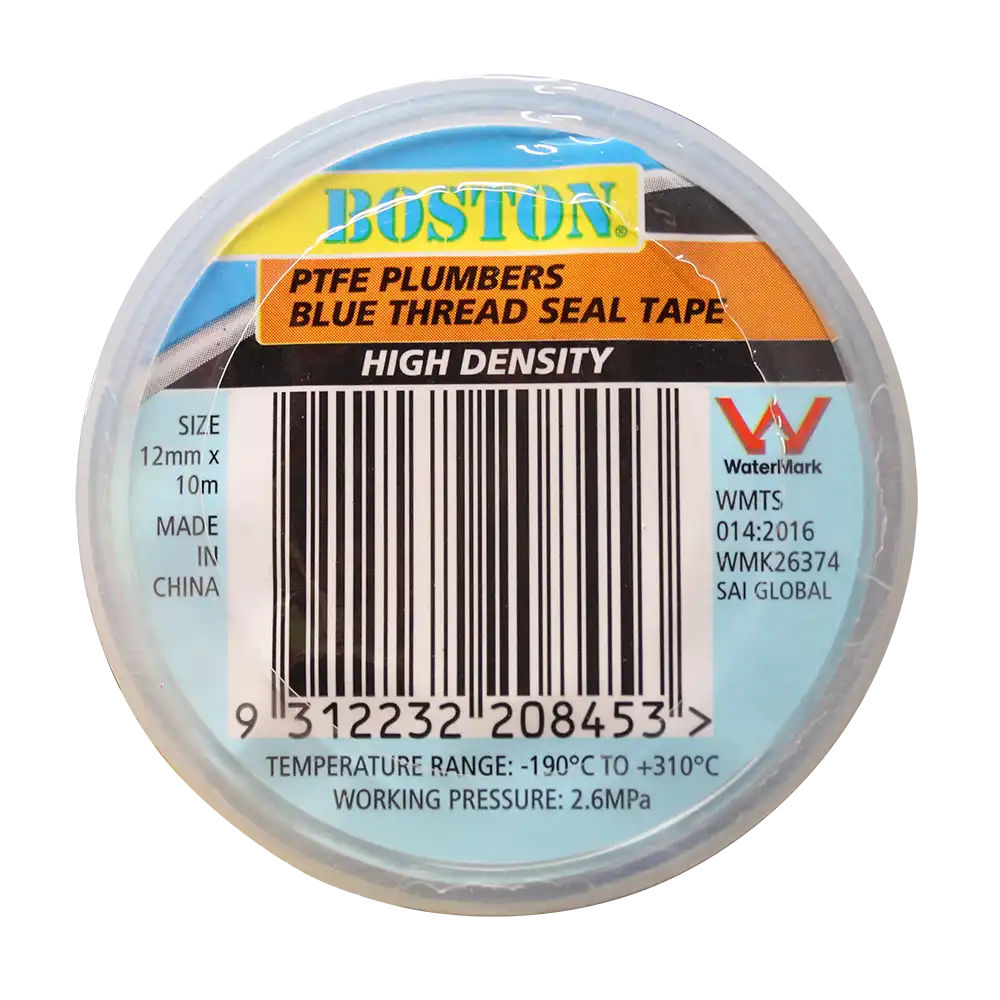 BOSTON®
PTFE PLUMBERS
BLUE THREAD SEAL TAPE
HIGH DENSITY
SIZE
12mm x
10m
MADE
IN
CHINA
WaterMark
WMTS
014:2016
WMK26374
SAI GLOBAL
9 312232 208453 >
TEMPERATURE RANGE: -190°C TO +310°C
WORKING PRESSURE: 2.6MPa